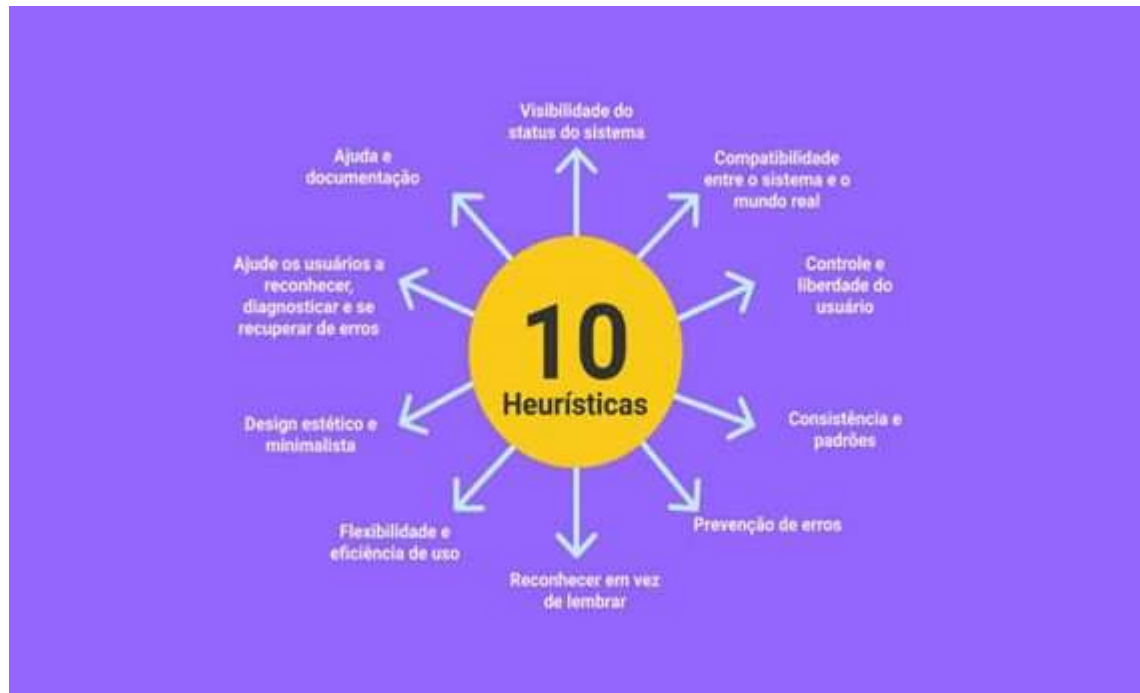 10
Heurísticas
Visibilidade do
status do sistema
Compatibilidade
entre o sistema e o
mundo real
Controle e
liberdade do
usuário
Consistência e
padrões
Prevenção de erros
Reconhecer em vez
de lembrar
Flexibilidade e
eficiência de uso
Design estético e
minimalista
Ajude os usuários a
reconhecer,
diagnosticar e se
recuperar de erros
Ajuda e
documentação